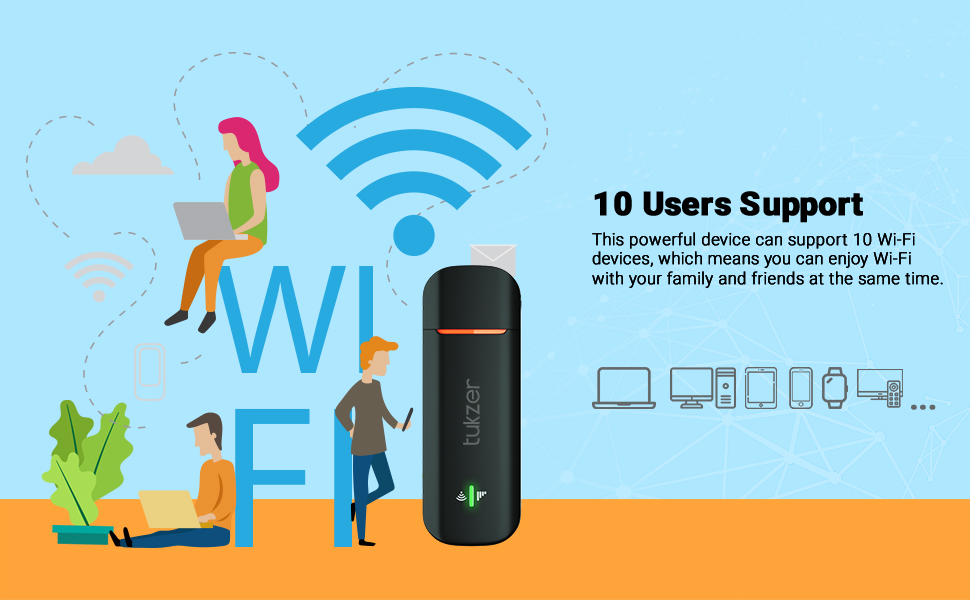 10 Users Support
This powerful device can support 10 Wi-Fi
devices, which means you can enjoy Wi-Fi
with your family and friends at the same time.
WI
FI
tukzer